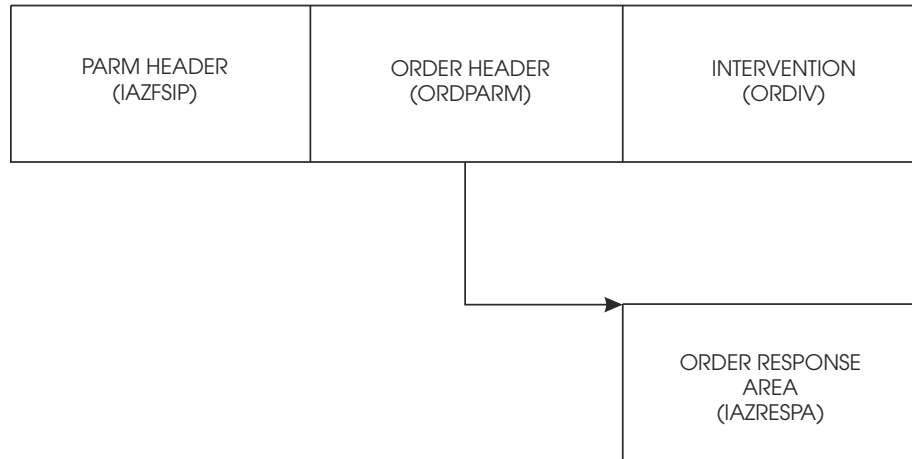 PARM HEADER
(IAZFSIP)
ORDER HEADER
(ORDPARM)
INTERVENTION
(ORDIV)
ORDER RESPONSE
AREA
(IAZRESPA)